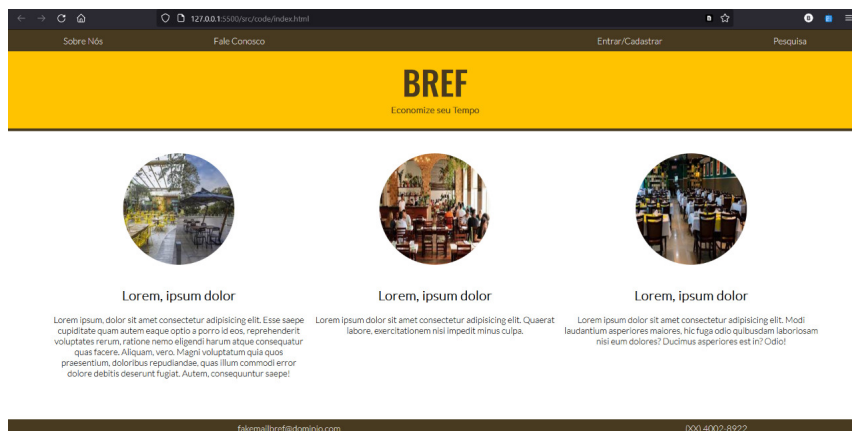 127.0.0.1:5500/src/code/index.html
Sobre Nós Fale Conosco Entrar/Cadastrar Pesquisa
BREF
Economize seu Tempo
Lorem, ipsum dolor
Lorem ipsum, dolor sit amet consectetur adipisicing elit. Esse saepe
cupiditate quam autem eaque optio a porro id eos, reprehenderit
voluptates rerum, ratione nemo eligendi harum atque consequatur
quas facere. Aliquam, vero. Magni voluptatum quia quos
praesentium, doloribus repudiandae, quas illum commodi error
dolore debitis deserunt fugiat. Autem, consequuntur saepe!
Lorem, ipsum dolor
Lorem ipsum, dolor sit amet consectetur adipisicing elit. Quaerat
labore, exercitationem nisi impedit minus culpa.
Lorem, ipsum dolor
Lorem ipsum, dolor sit amet consectetur adipisicing elit. Modi
laudantium asperiores maiores, hic fuga odio quibusdam laboriosam
nisi eum dolores? Ducimus asperiores est in? Odio!
fakemailbref@dominio.com (XX) 4002-8922